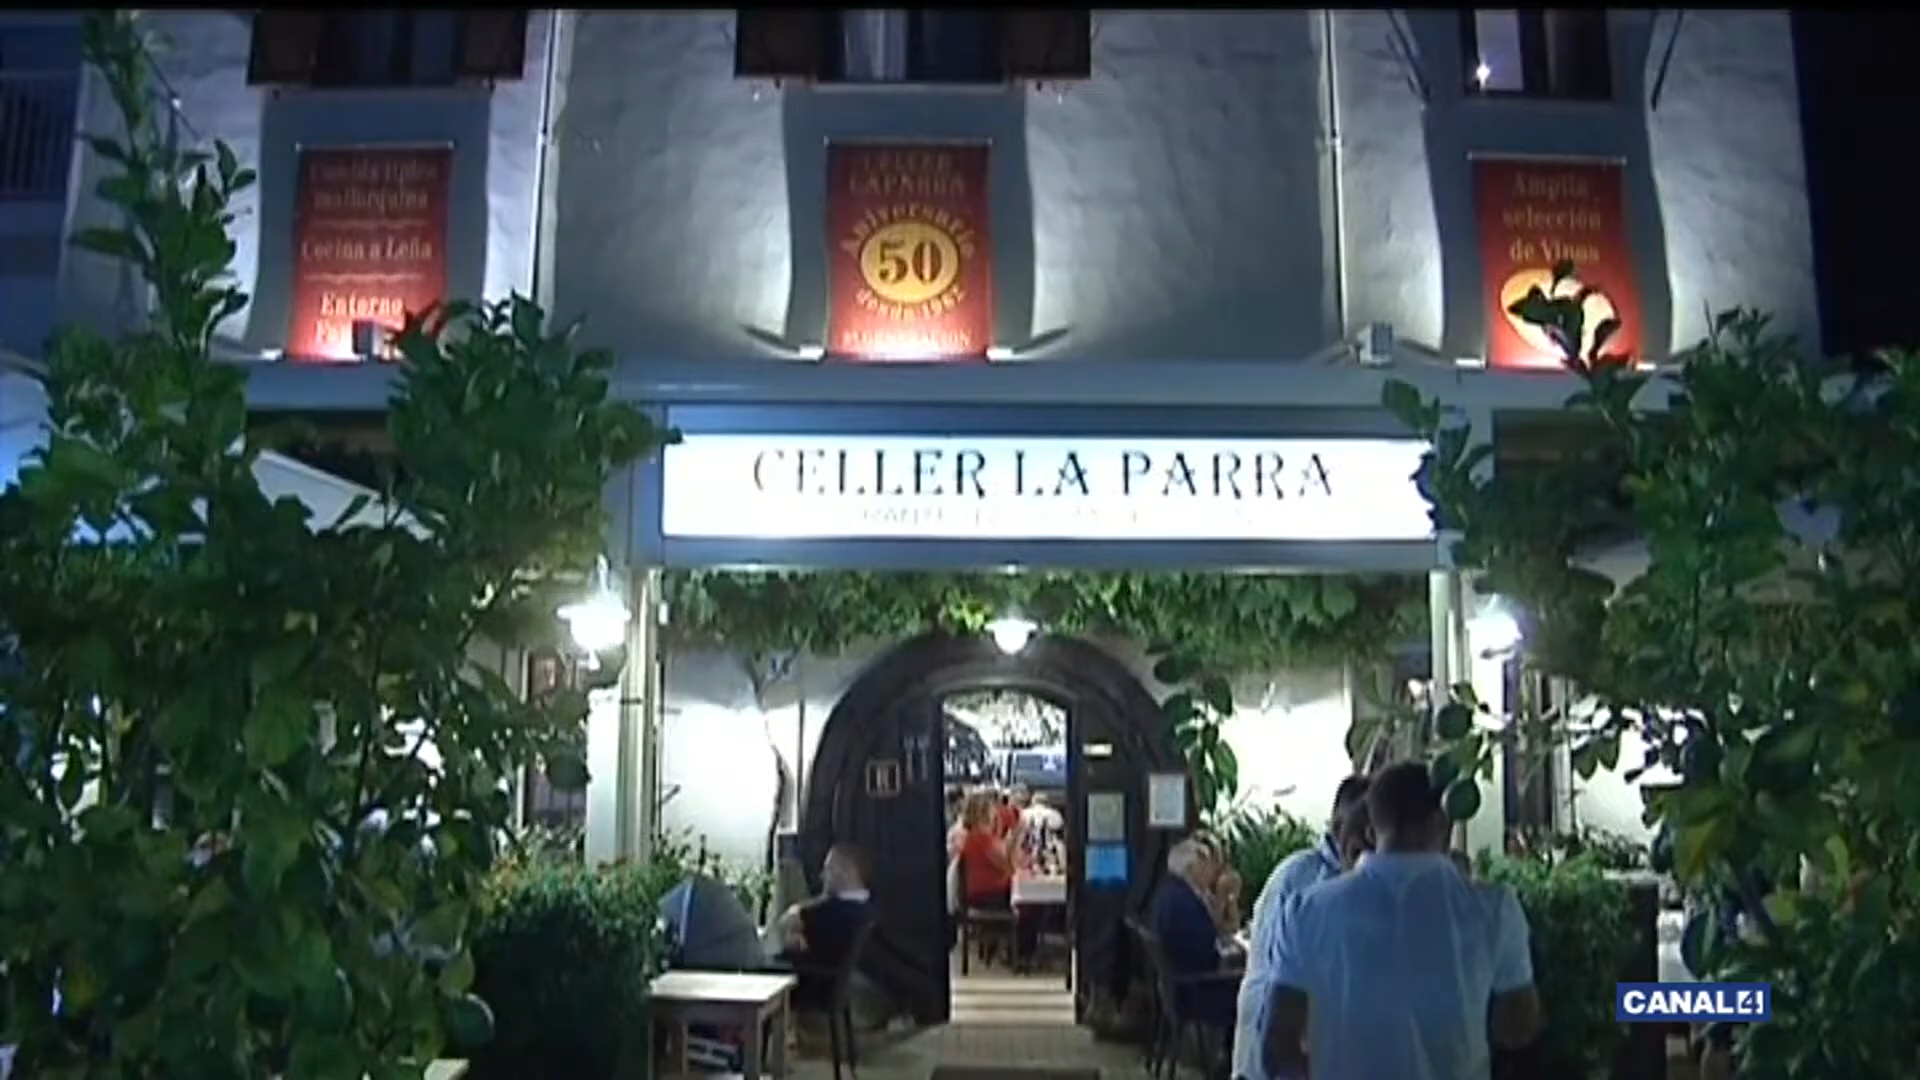 Comida típica
mallorquina
Cocina a Leña
Entorno
CELLER
LA PARRA
Aniversario
50
desde 1962
Amplia
selección
de Vinos
CELLER LA PARRA
CANAL4